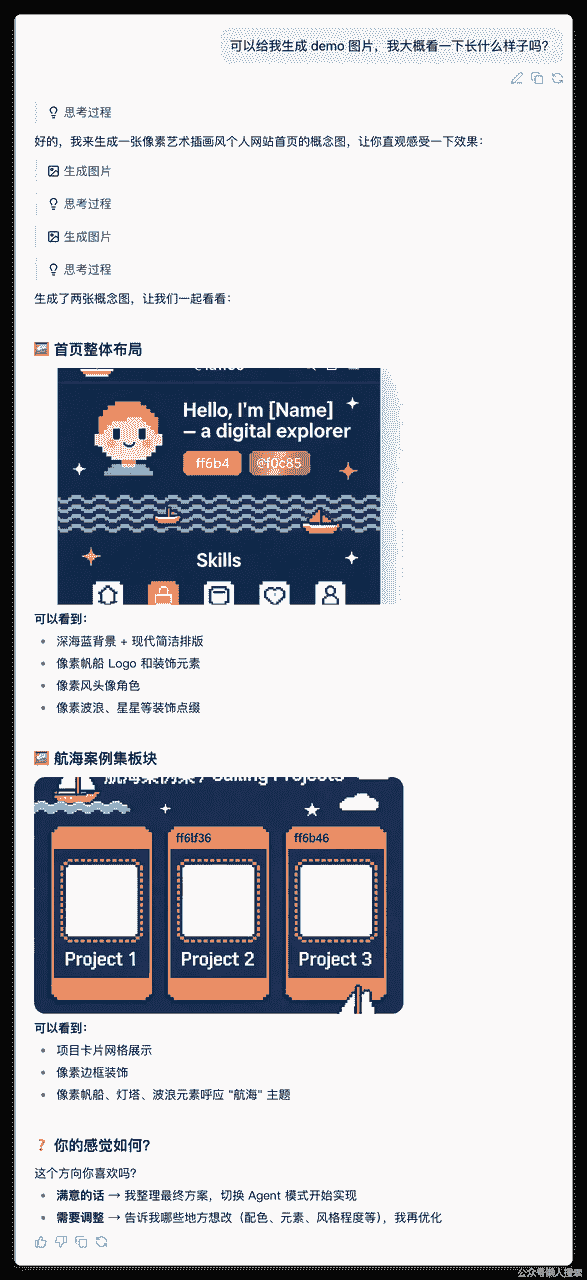 可以给我生成 demo 图片，我大概看一下长什么样子吗？
思考过程
好的，我来生成一张像素艺术插画风个人网站首页的概念图，让你直观感受一下效果：
生成图片
思考过程
生成图片
思考过程
生成了两张概念图，让我们一起看看：
首页整体布局
Hello, I'm [Name]
— a digital explorer
ff6b4
@f0c85
Skills
可以看到：
深海蓝背景 + 现代简洁排版
像素帆船 Logo 和装饰元素
像素风头像角色
像素波浪、星星等装饰点缀
航海案例集板块
ff6lf36
ff6b46
Project 1
Project 2
Project 3
可以看到：
项目卡片网格展示
像素边框装饰
像素帆船、灯塔、波浪元素呼应 "航海" 主题
❓ 你的感觉如何？
这个方向你喜欢吗？
满意的话 → 我整理最终方案，切换 Agent 模式开始实现
需要调整 → 告诉我哪些地方想改（配色、元素、风格程度等），我再优化